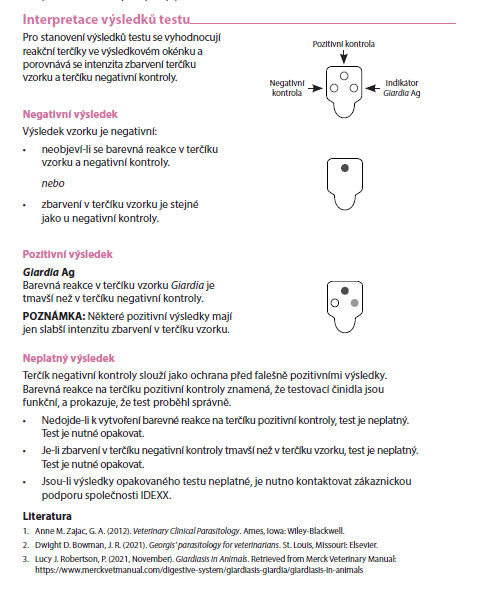 Interpretace výsledků testu
Pro stanovení výsledků testu se vyhodnocují
reakční terčíky ve výsledkovém okénku a
porovnává se intenzita zbarvení terčíku
vzorku a terčíku negativní kontroly.
Pozitivní kontrola
Negativní
kontrola
Indikátor
Giardia Ag
Negativní výsledek
Výsledek vzorku je negativní:
• neobjeví-li se barevná reakce v terčíku
vzorku a negativní kontroly.
nebo
• zbarvení v terčíku vzorku je stejné
jako u negativní kontroly.
Pozitivní výsledek
Giardia Ag
Barevná reakce v terčíku vzorku Giardia je
tmavší než v terčíku negativní kontroly.
POZNÁMKA: Některé pozitivní výsledky mají
jen slabší intenzitu zbarvení v terčíku vzorku.
Neplatný výsledek
Terčík negativní kontroly slouží jako ochrana před falešně pozitivními výsledky.
Barevná reakce na terčíku pozitivní kontroly znamená, že testovací činidla jsou
funkční, a prokazuje, že test proběhl správně.
• Nedojde-li k vytvoření barevné reakce na terčíku pozitivní kontroly, test je neplatný.
Test je nutné opakovat.
• Je-li zbarvení v terčíku negativní kontroly tmavší než v terčíku vzorku, test je neplatný.
Test je nutné opakovat.
• Jsou-li výsledky opakovaného testu neplatné, je nutno kontaktovat zákaznickou
podporu společnosti IDEXX.
Literatura
1. Anne M. Zajac, G. A. (2012). Veterinary Clinical Parasitology. Ames, Iowa: Wiley-Blackwell.
2. Dwight D. Bowman, J. R. (2021). Georgis' parasitology for veterinarians. St. Louis, Missouri: Elsevier.
3. Lucy J. Robertson, P. (2021, November). Giardiasis in Animals. Retrieved from Merck Veterinary Manual:
https://www.merckvetmanual.com/digestive-system/giardiasis-giardia/giardiasis-in-animals